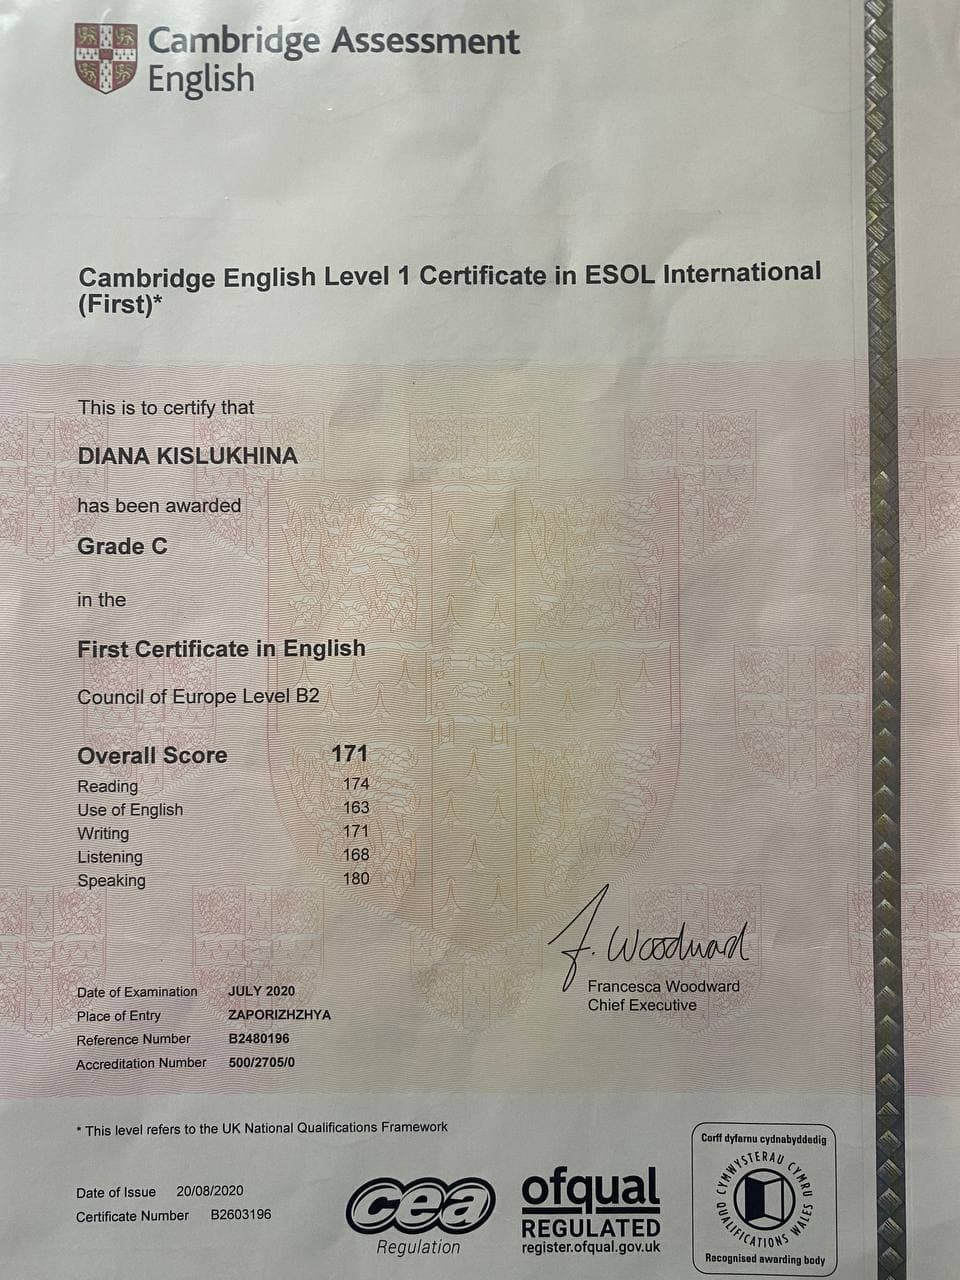 Cambridge Assessment
English
Cambridge English Level 1 Certificate in ESOL International
(First)*
This is to certify that
DIANA KISLUKHINA
has been awarded
Grade C
in the
First Certificate in English
Council of Europe Level B2
Overall Score 171
Reading 174
Use of English 163
Writing 171
Listening 168
Speaking 180
F. Woodward
Francesca Woodward
Chief Executive
Date of Examination JULY 2020
Place of Entry ZAPORIZHZHYA
Reference Number B2480196
Accreditation Number 500/2705/0
* This level refers to the UK National Qualifications Framework
Date of Issue 20/08/2020
Certificate Number B2603196
cea
Regulation
ofqual
REGULATED
register.ofqual.gov.uk
Corff dyfarnu cydnabyddedig
CYMWYSTERAU CYMRU
QUALIFICATIONS WALES
Recognised awarding body